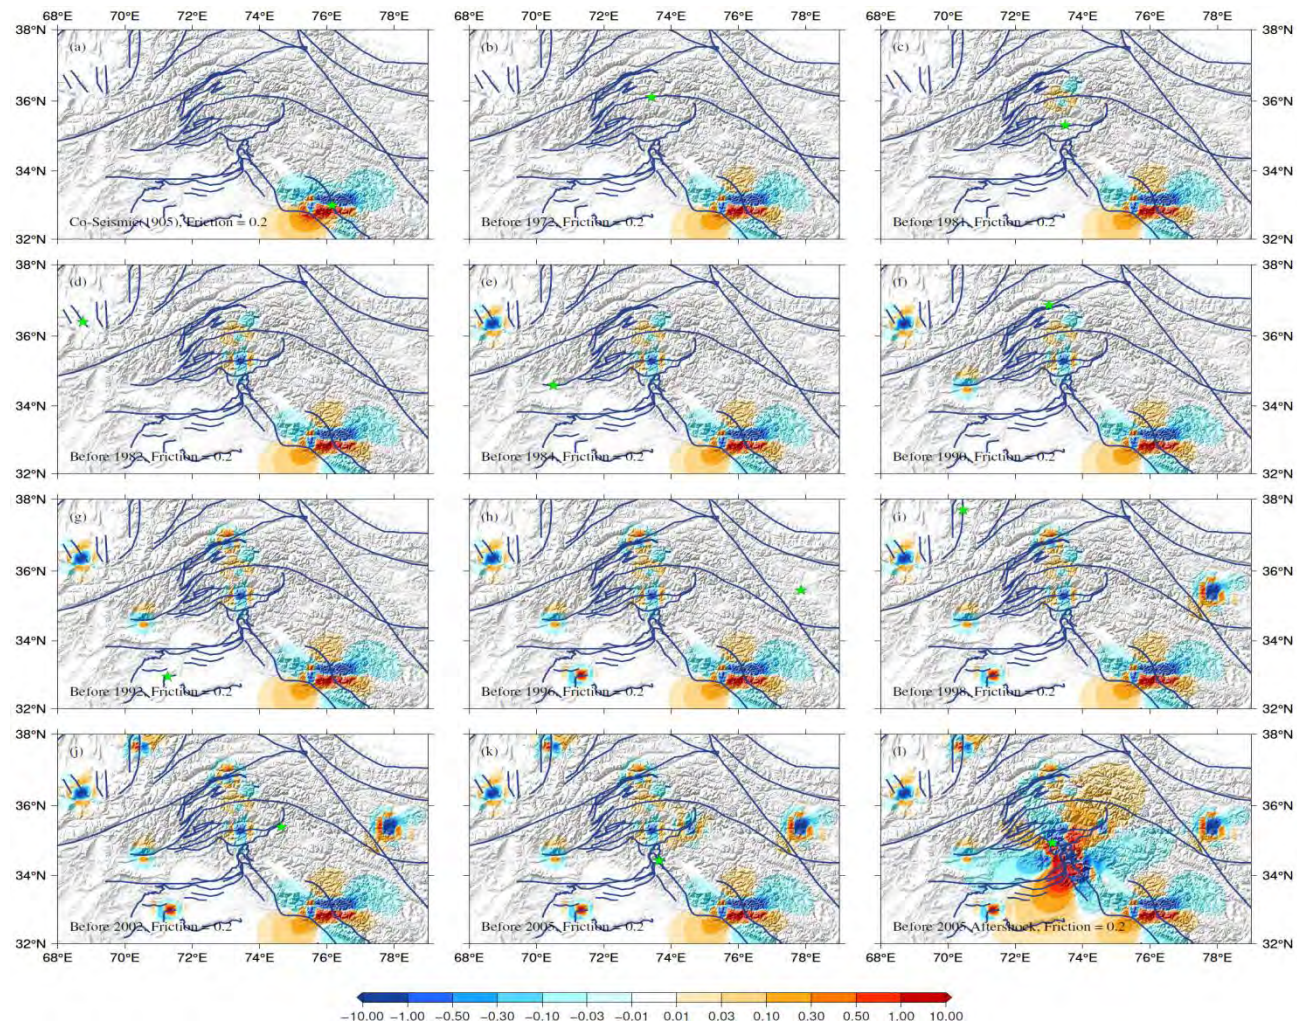 68°E 70°E 72°E 74°E 76°E 78°E 68°E 70°E 72°E 74°E 76°E 78°E 68°E 70°E 72°E 74°E 76°E 78°E
38°N (a) (b) (c) 38°N
36°N 36°N
34°N 34°N
Co-Seismic(1905), Friction = 0.2 Before 1972, Friction = 0.2 Before 1981, Friction = 0.2
32°N 32°N
38°N (d) (e) (f) 38°N
36°N 36°N
34°N 34°N
Before 1982, Friction = 0.2 Before 1984, Friction = 0.2 Before 1990, Friction = 0.2
32°N 32°N
38°N (g) (h) (i) 38°N
36°N 36°N
34°N 34°N
Before 1992, Friction = 0.2 Before 1996, Friction = 0.2 Before 1998, Friction = 0.2
32°N 32°N
38°N (j) (k) (l) 38°N
36°N 36°N
34°N 34°N
Before 2002, Friction = 0.2 Before 2005, Friction = 0.2 Before 2005 Aftershock, Friction = 0.2
32°N 32°N
68°E 70°E 72°E 74°E 76°E 78°E 68°E 70°E 72°E 74°E 76°E 78°E 68°E 70°E 72°E 74°E 76°E 78°E
−10.00 −1.00 −0.50 −0.30 −0.10 −0.03 −0.01 0.01 0.03 0.10 0.30 0.50 1.00 10.00